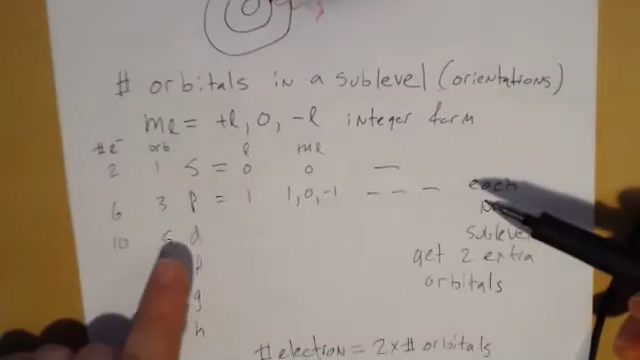 # orbitals in a sublevel (orientations)
ml = +l, 0, -l integer form
#e- orb l ml
2 1 s = 0 0 —
6 3 p = 1 1, 0, -1 — — — each
10 d sublevel
get 2 extra
g orbitals
h
#electron = 2 x # orbitals